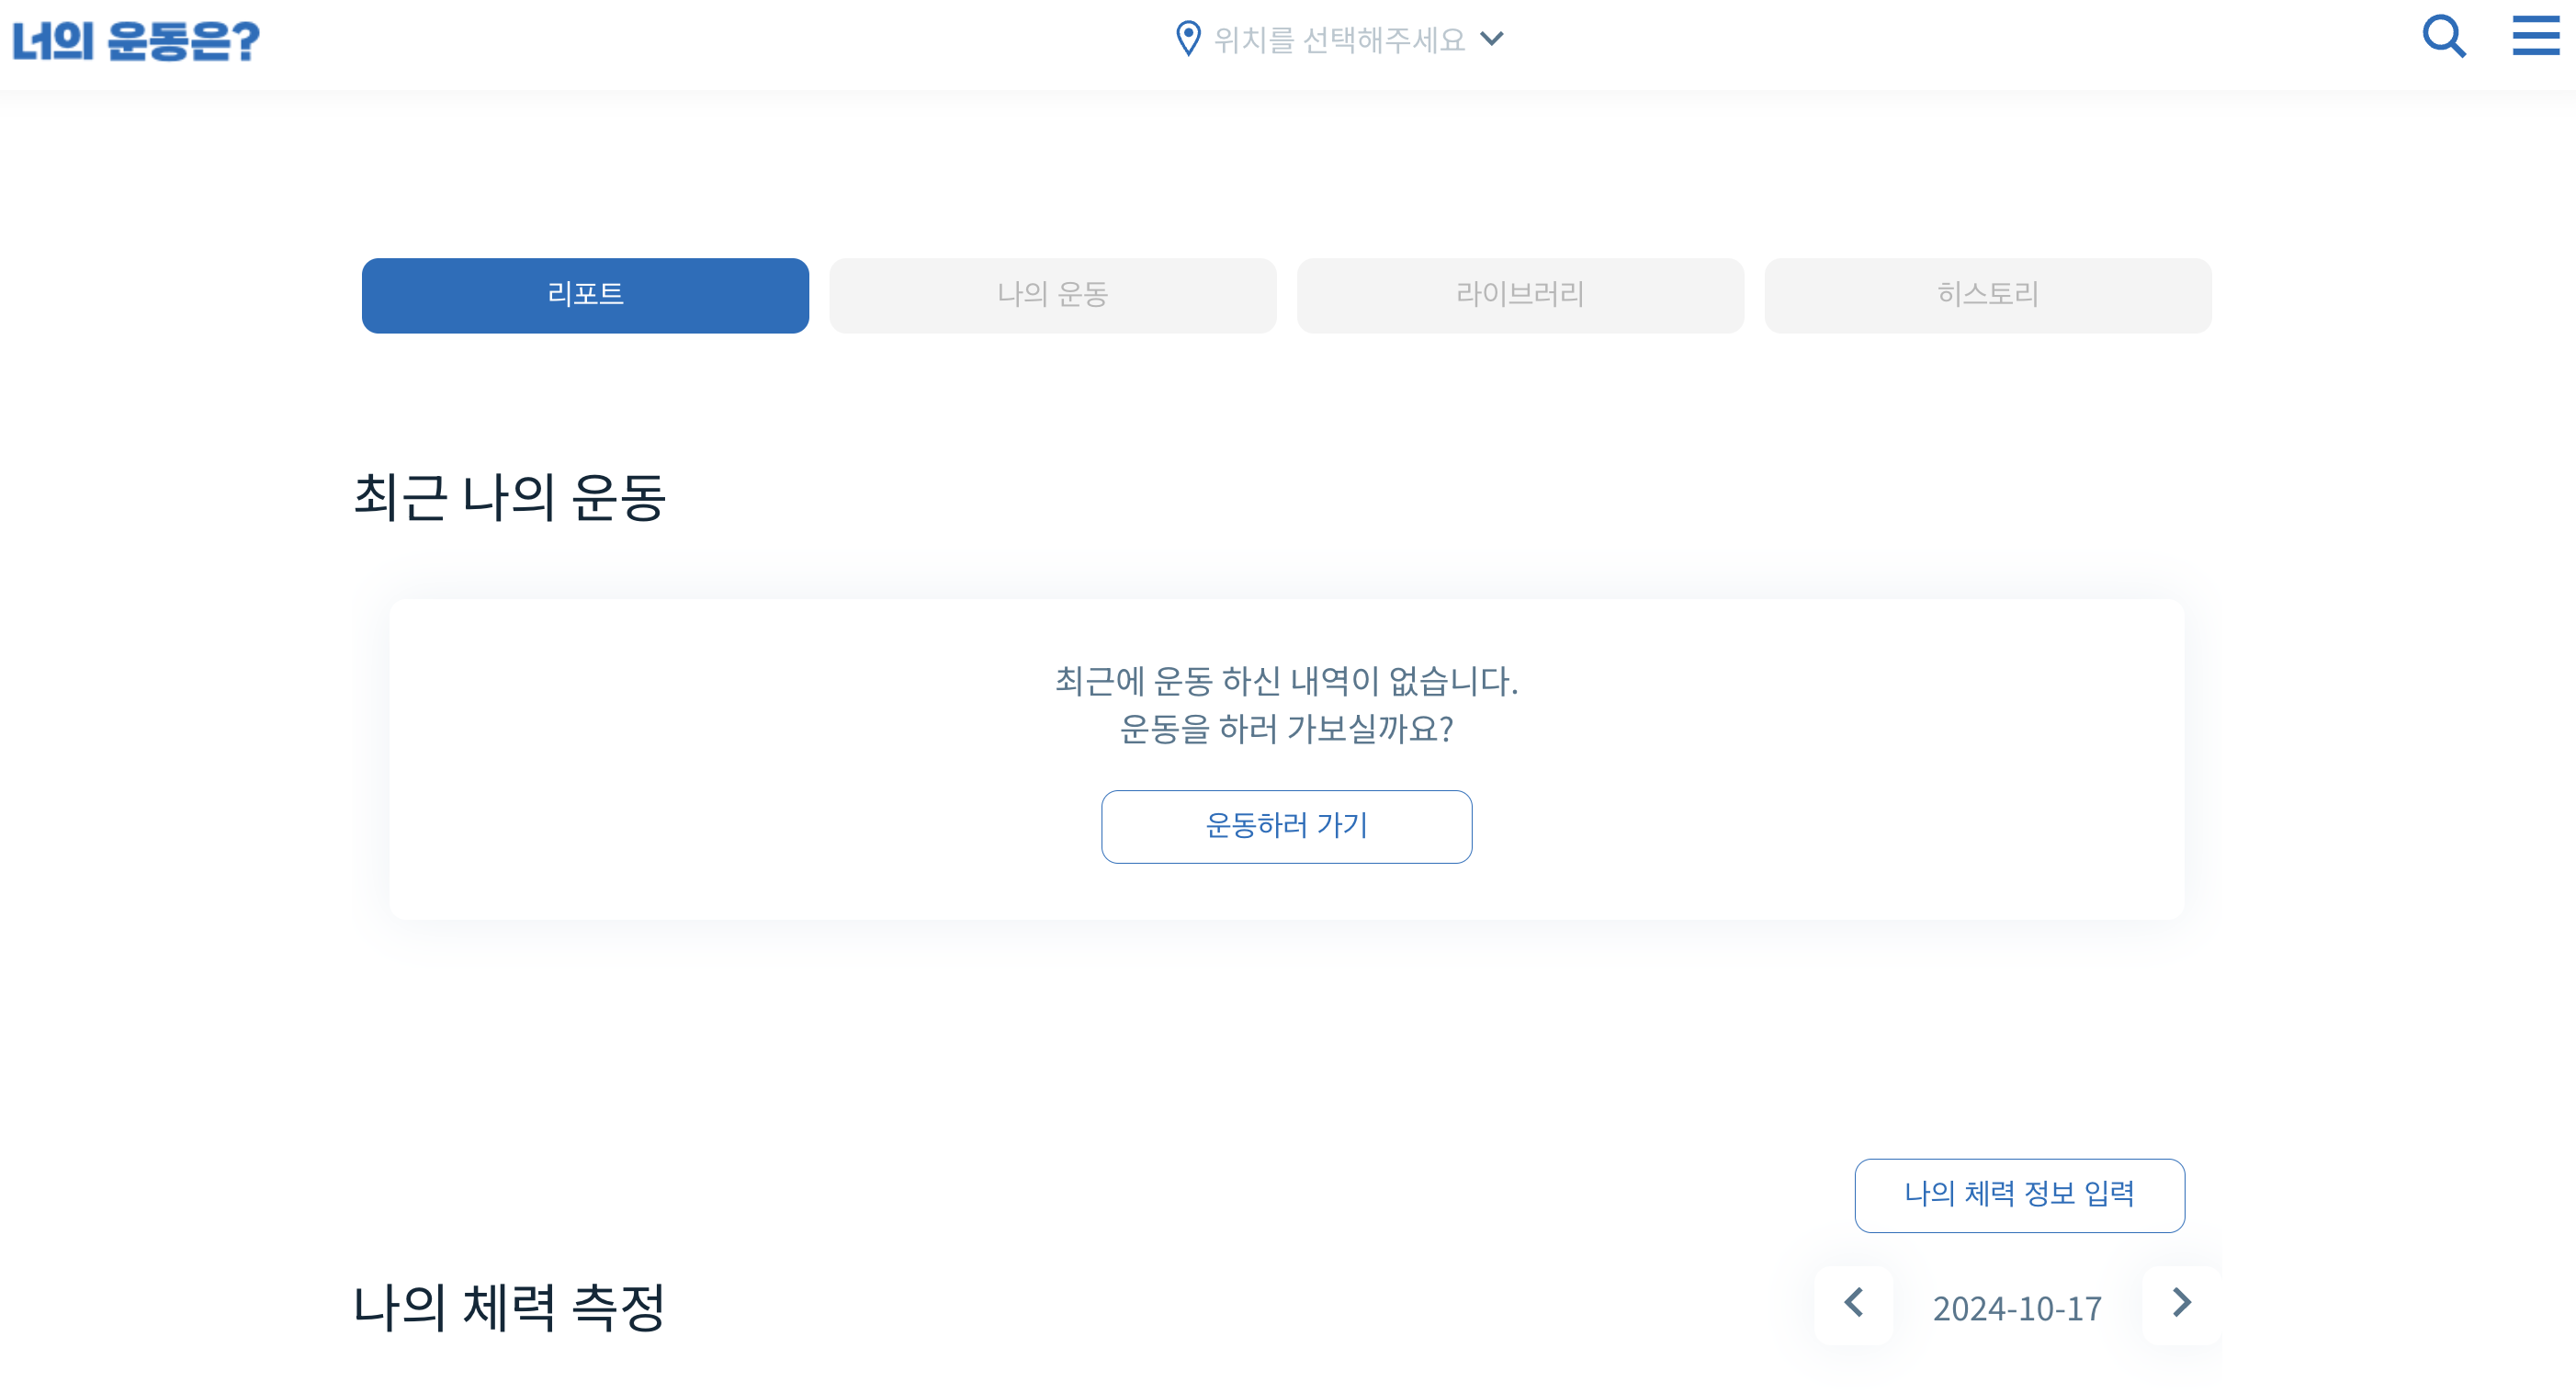 너의 운동은?
위치를 선택해주세요
리포트
나의 운동
라이브러리
히스토리
최근 나의 운동
최근에 운동 하신 내역이 없습니다.
운동을 하러 가보실까요?
운동하러 가기
나의 체력 정보 입력
나의 체력 측정
2024-10-17